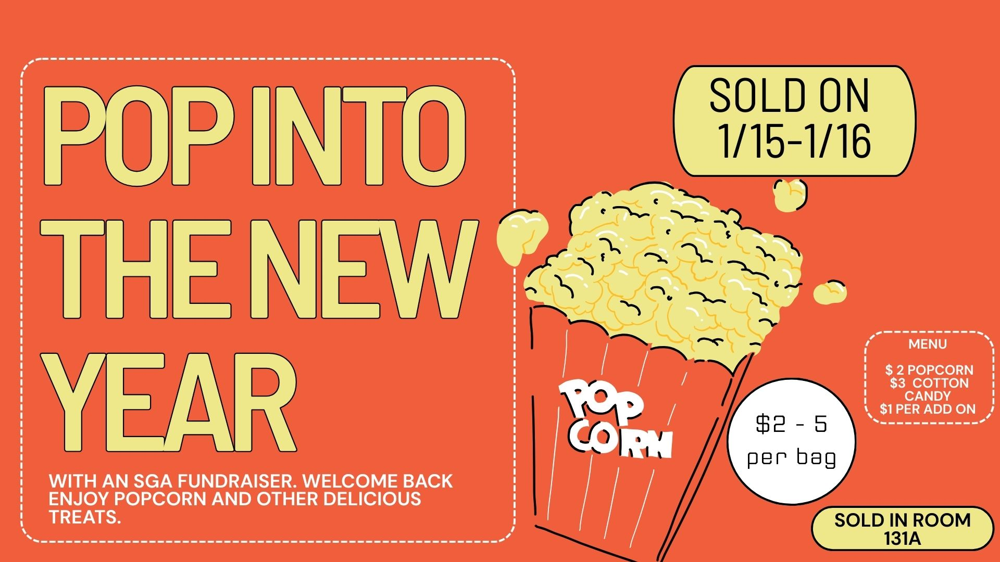 POP INTO
THE NEW
YEAR
WITH AN SGA FUNDRAISER. WELCOME BACK
ENJOY POPCORN AND OTHER DELICIOUS
TREATS.
SOLD ON
1/15-1/16
POP
CORN
$2 - 5
per bag
MENU
$ 2 POPCORN
$3 COTTON
CANDY
$1 PER ADD ON
SOLD IN ROOM
131A